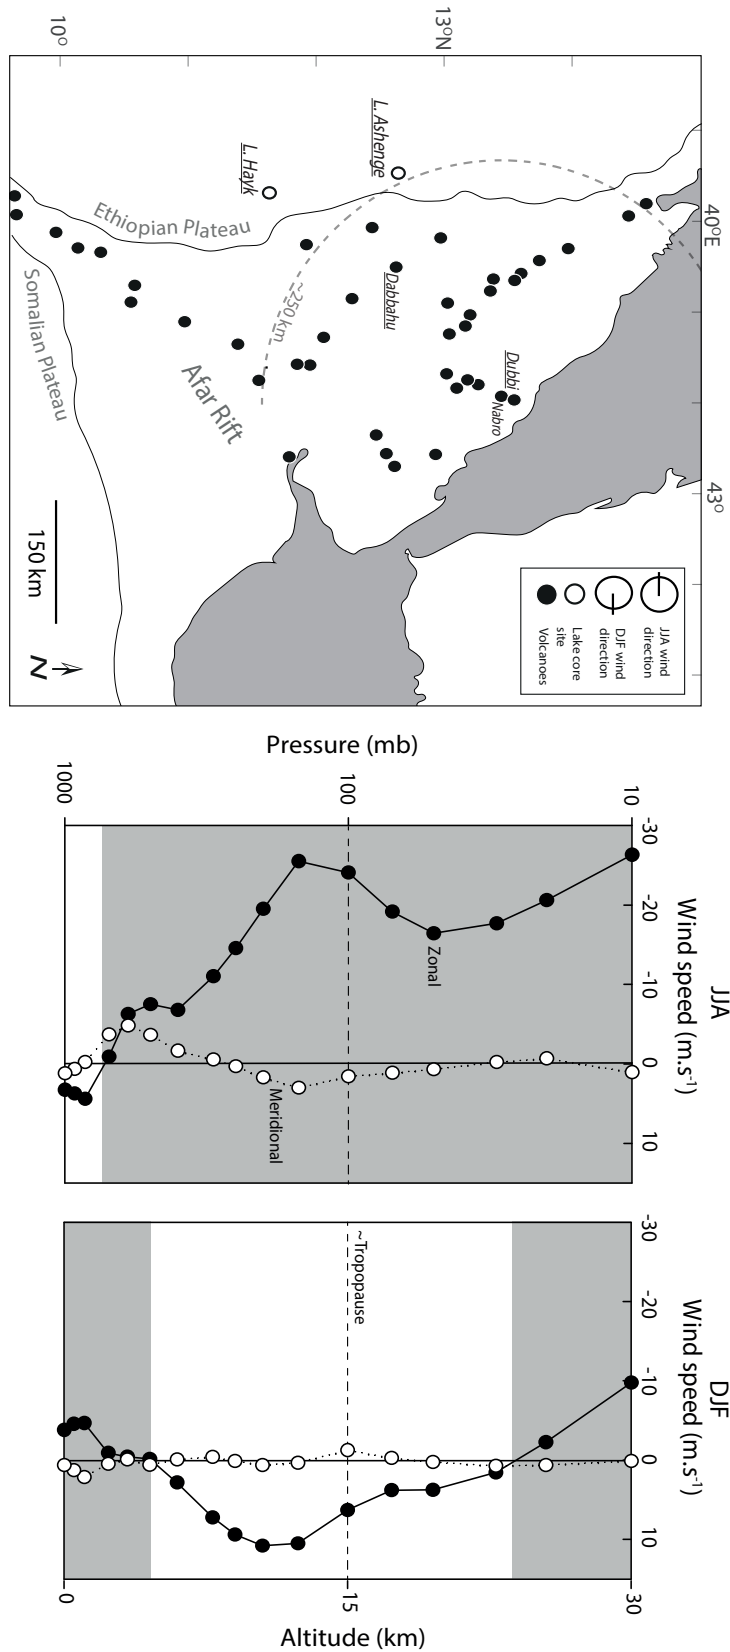 10°
13°N
40°E
43°
L. Ashenge
L. Hayk
Ethiopian Plateau
Somalian Plateau
Dabbahu
~250 km
Afar Rift
Dubbi
Nabro
150 km
N
JJA wind
direction
DJF wind
direction
Lake core
site
Volcanoes
JJA
Wind speed (m.s-1)
-30
-20
-10
0
10
Pressure (mb)
10
100
1000
Zonal
Meridional
DJF
Wind speed (m.s-1)
-30
-20
-10
0
10
~Tropopause
30
15
0
Altitude (km)